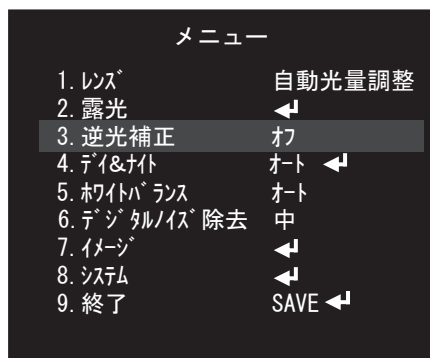 メニュー
1. ﾚﾝｽﾞ 自動光量調整
2. 露光 ↲
3. 逆光補正 ｵﾌ
4. ﾃﾞｲ&ﾅｲﾄ ｵｰﾄ ↲
5. ﾎﾜｲﾄﾊﾞﾗﾝｽ ｵｰﾄ
6. ﾃﾞｼﾞﾀﾙﾉｲｽﾞ除去 中
7. ｲﾒｰｼﾞ ↲
8. ｼｽﾃﾑ ↲
9. 終了 SAVE ↲